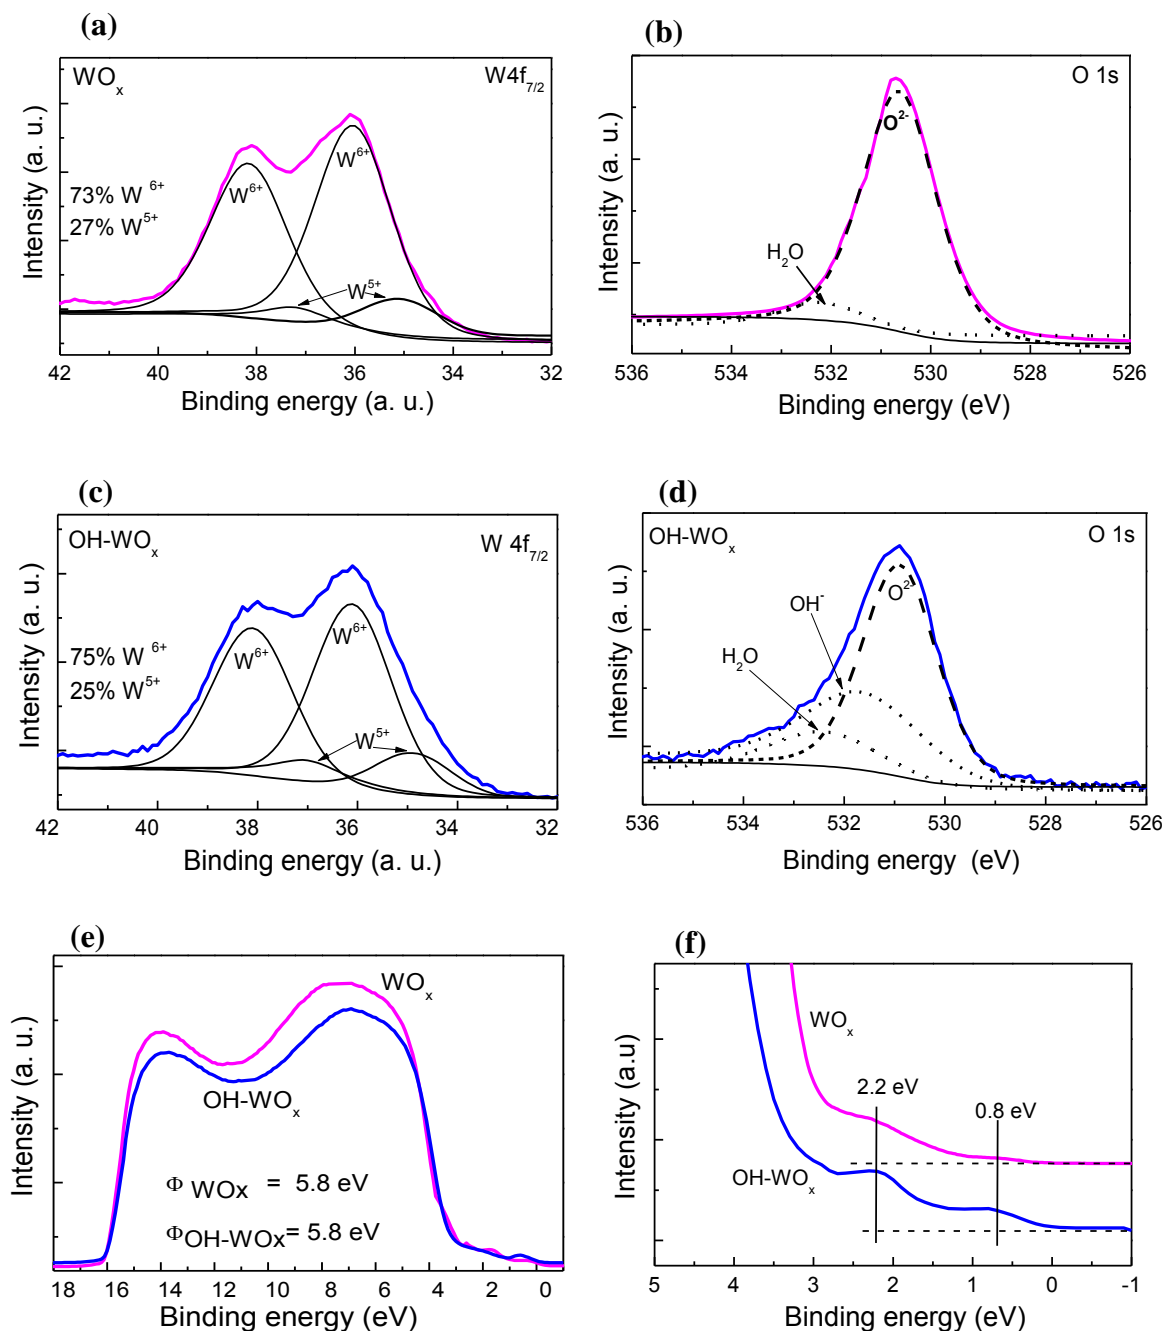 (a)
WOx
W4f7/2
73% W 6+
27% W5+
W6+
W6+
W5+
Intensity (a. u.)
42 40 38 36 34 32
Binding energy (a. u.)
(b)
O 1s
O2-
H2O
Intensity (a. u.)
536 534 532 530 528 526
Binding energy (eV)
(c)
OH-WOx
W 4f7/2
75% W 6+
25% W5+
W6+
W6+
W5+
Intensity (a. u.)
42 40 38 36 34 32
Binding energy (a. u.)
(d)
OH-WOx
O 1s
O2-
OH-
H2O
Intensity (a. u.)
536 534 532 530 528 526
Binding energy (eV)
(e)
WOx
OH-WOx
Φ WOx = 5.8 eV
ΦOH-WOx= 5.8 eV
Intensity (a. u.)
18 16 14 12 10 8 6 4 2 0
Binding energy (eV)
(f)
WOx
2.2 eV
0.8 eV
OH-WOx
Intensity (a.u)
5 4 3 2 1 0 -1
Binding energy (eV)